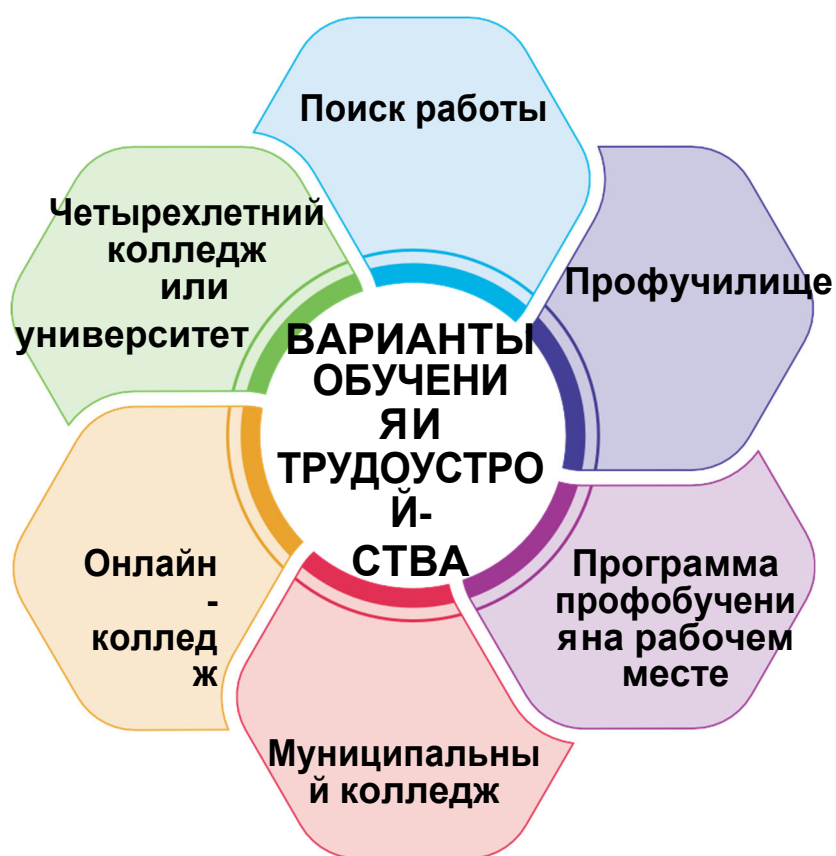 Поиск работы
Профучилище
Программа
профобучени
яна рабочем
месте
Муниципальны
й колледж
Онлайн
-
коллед
ж
Четырехлетний
колледж
или
университет
ВАРИАНТЫ
ОБУЧЕНИ
ЯИ
ТРУДОУСТРО
Й-
СТВА